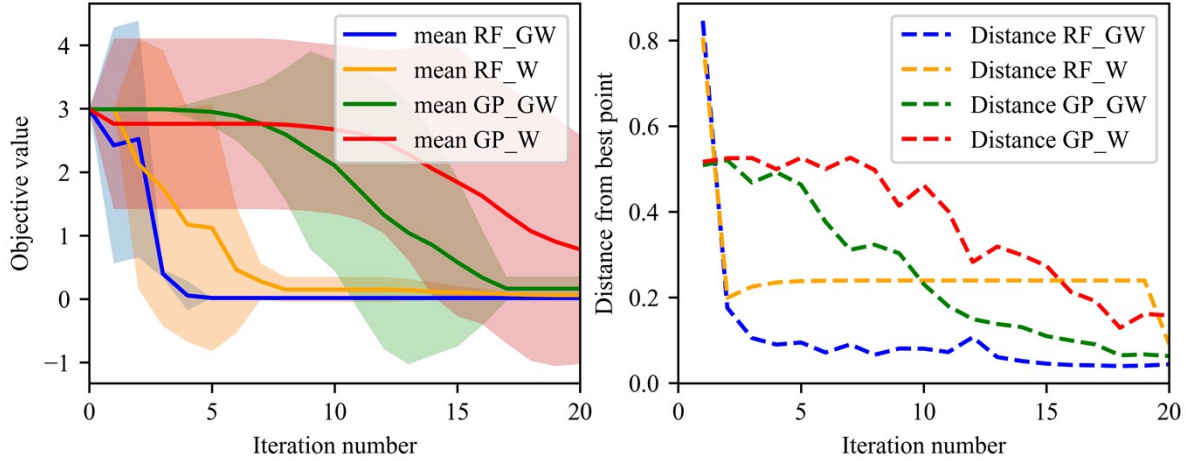 Objective value
4
3
2
1
0
−1
mean RF_GW
mean RF_W
mean GP_GW
mean GP_W
0 5 10 15 20
Iteration number
Distance from best point
0.8
0.6
0.4
0.2
0.0
Distance RF_GW
Distance RF_W
Distance GP_GW
Distance GP_W
0 5 10 15 20
Iteration number